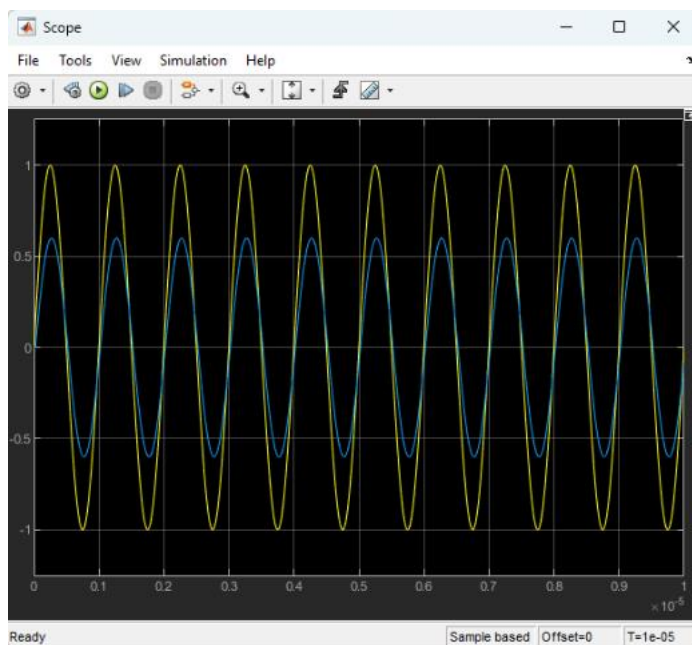 Scope
File Tools View Simulation Help
1
0.5
0
-0.5
-1
0 0.1 0.2 0.3 0.4 0.5 0.6 0.7 0.8 0.9 1
×10⁻⁵
Ready Sample based Offset=0 T=1e-05